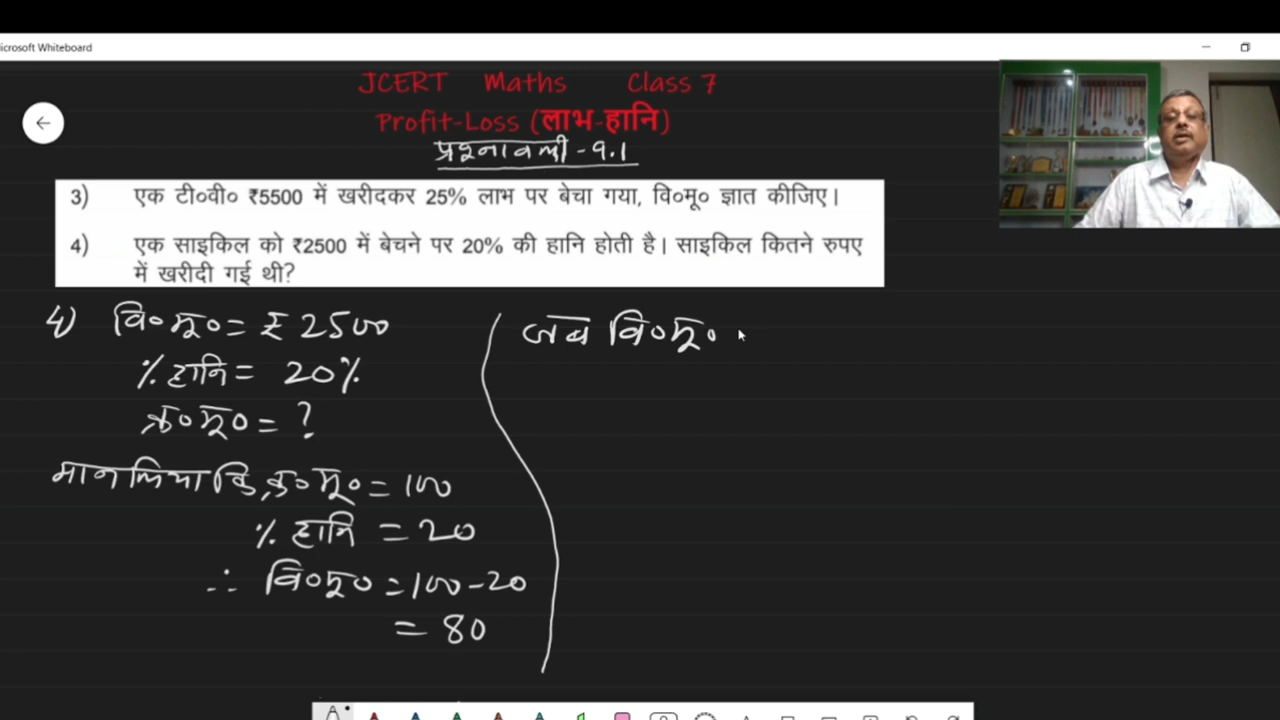 Microsoft Whiteboard
JCERT Maths Class 7
Profit-Loss (लाभ-हानि)
प्रश्नावली-9.1
3) एक टी०वी० ₹5500 में खरीदकर 25% लाभ पर बेचा गया, वि०मू० ज्ञात कीजिए।
4) एक साइकिल को ₹2500 में बेचने पर 20% की हानि होती है। साइकिल कितने रुपए
में खरीदी गई थी?
4) वि०मू० = ₹ 2500
% हानि = 20%
क्र०मू० = ?
मान लिया कि, क्र०मू० = 100
% हानि = 20
∴ वि०मू० = 100-20
= 80
जब वि०मू०